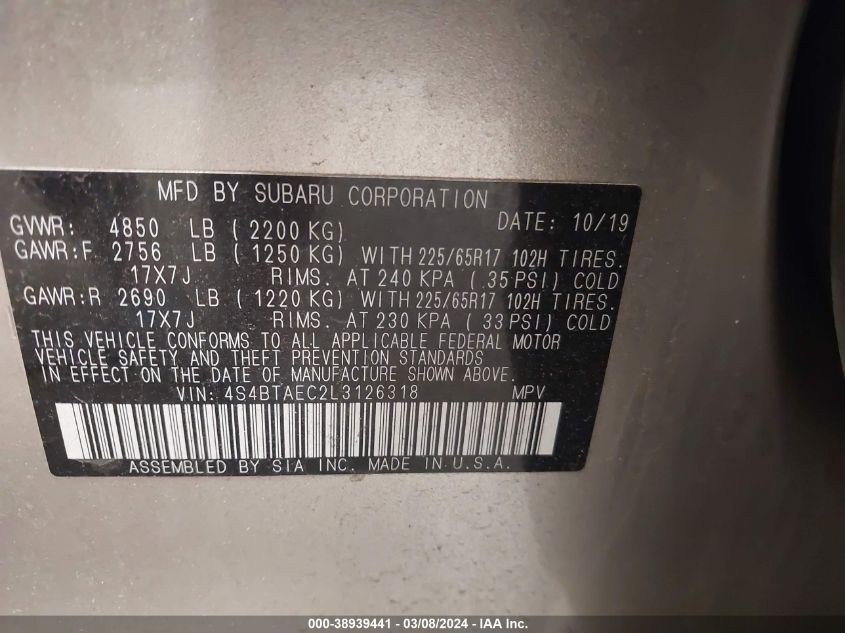 MFD BY SUBARU CORPORATION
GVWR: 4850 LB ( 2200 KG) DATE: 10/19
GAWR:F 2756 LB ( 1250 KG) WITH 225/65R17 102H TIRES.
17X7J RIMS. AT 240 KPA ( 35 PSI) COLD
GAWR:R 2690 LB ( 1220 KG) WITH 225/65R17 102H TIRES.
17X7J RIMS. AT 230 KPA ( 33 PSI) COLD
THIS VEHICLE CONFORMS TO ALL APPLICABLE FEDERAL MOTOR
VEHICLE SAFETY AND THEFT PREVENTION STANDARDS
IN EFFECT ON THE DATE OF MANUFACTURE SHOWN ABOVE.
VIN: 4S4BTAEC2L3126318 MPV
ASSEMBLED BY SIA INC. MADE IN U.S.A.
000-38939441 - 03/08/2024 - IAA Inc.